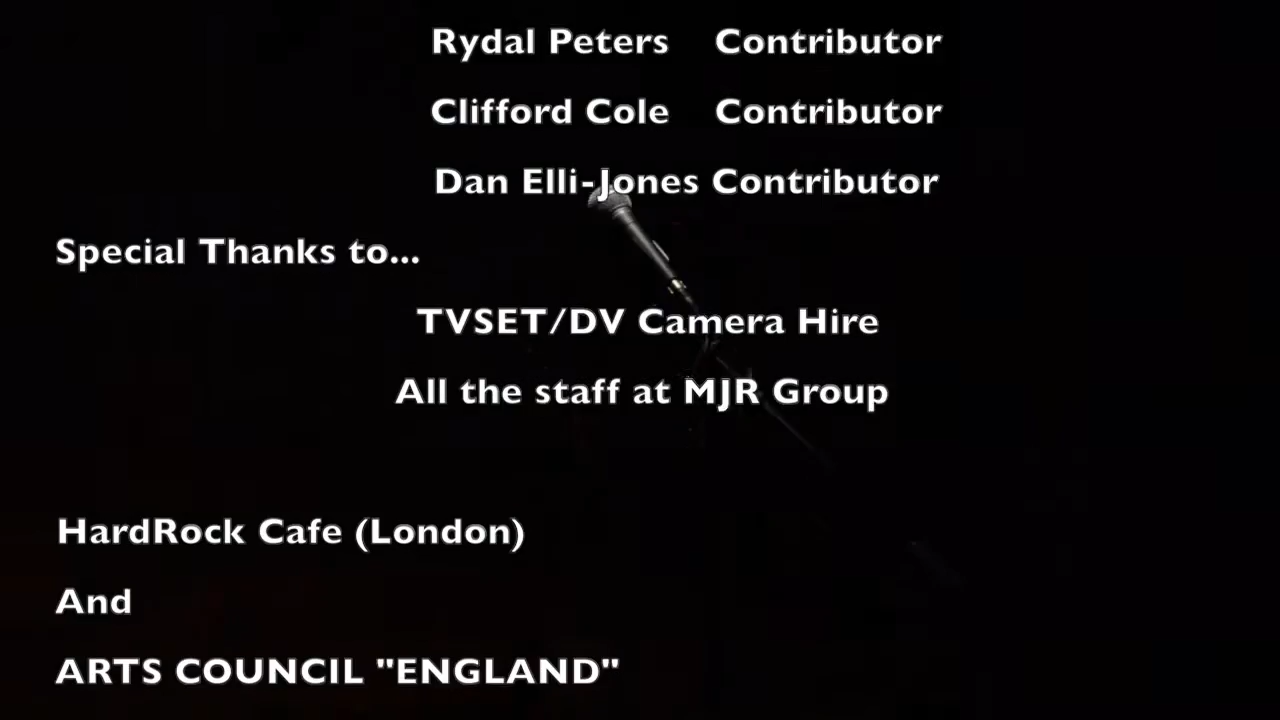 Rydal Peters Contributor
Clifford Cole Contributor
Dan Elli-Jones Contributor
Special Thanks to...
TVSET/DV Camera Hire
All the staff at MJR Group
HardRock Cafe (London)
And
ARTS COUNCIL "ENGLAND"